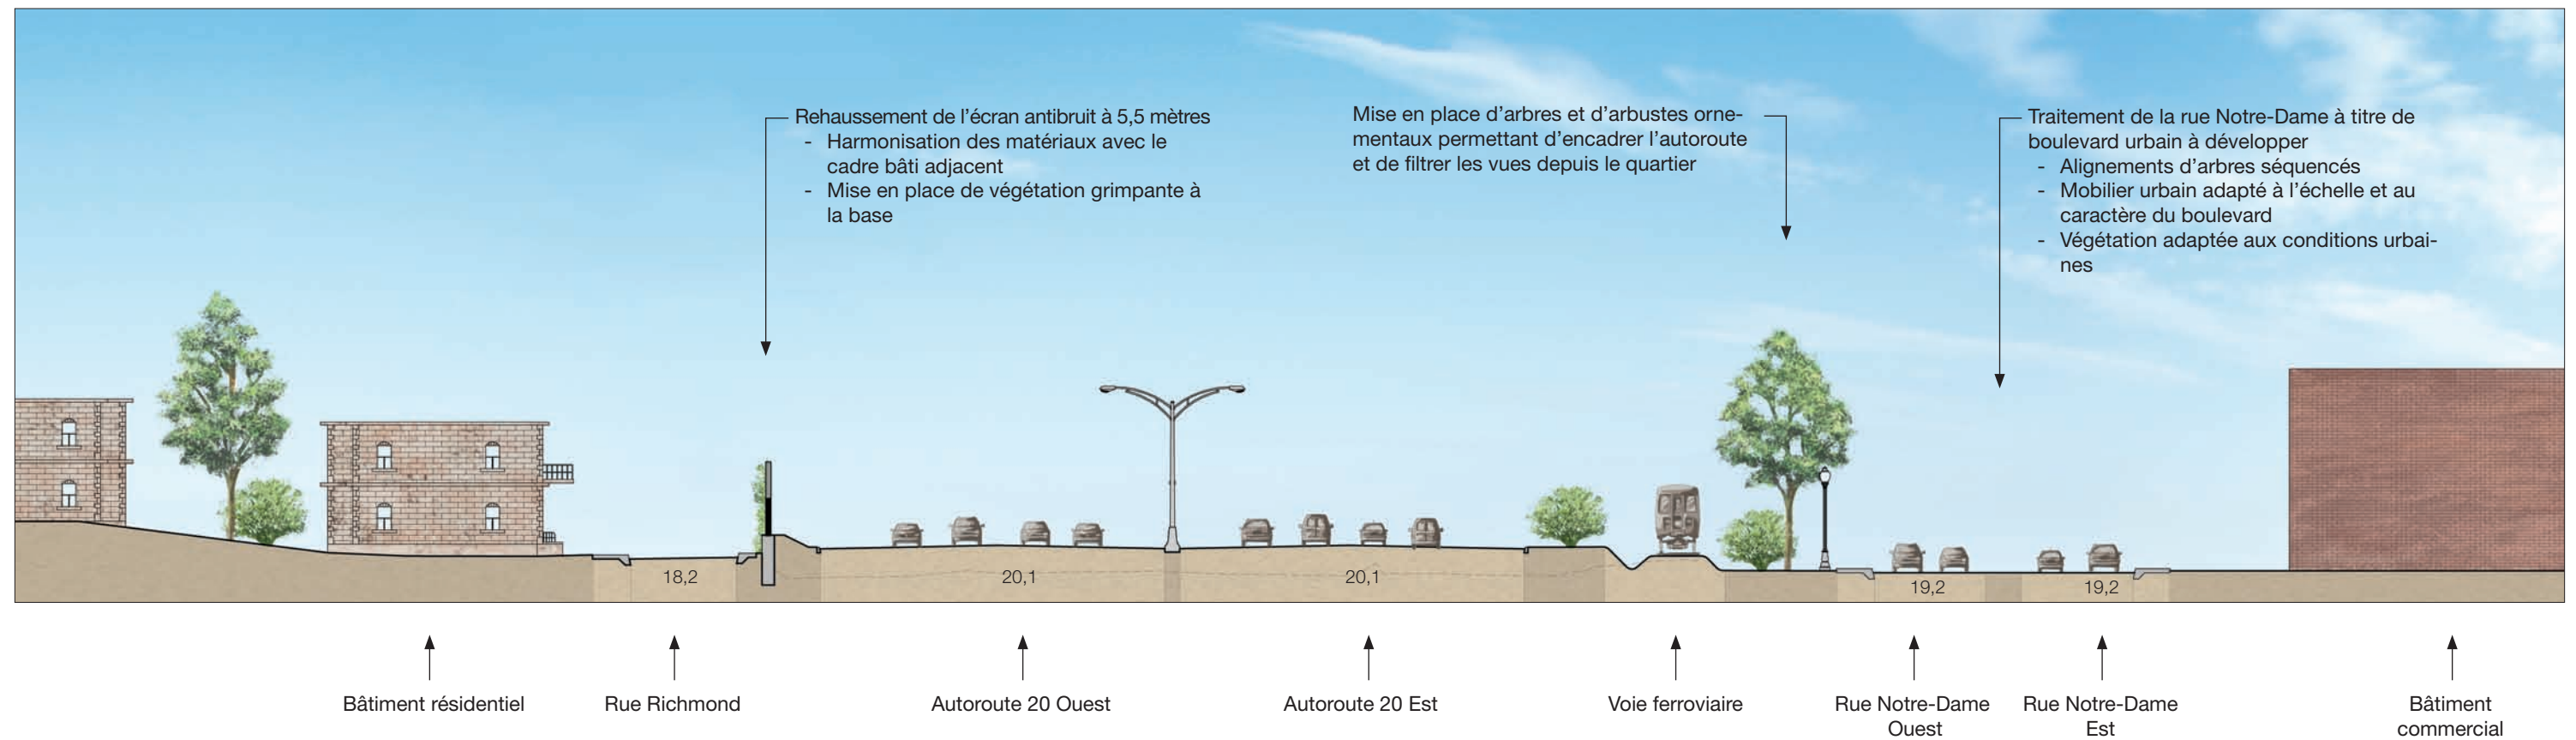 Rehaussement de l'écran antibruit à 5,5 mètres
- Harmonisation des matériaux avec le
cadre bâti adjacent
- Mise en place de végétation grimpante à
la base
Mise en place d'arbres et d'arbustes orne-
mentaux permettant d'encadrer l'autoroute
et de filtrer les vues depuis le quartier
Traitement de la rue Notre-Dame à titre de
boulevard urbain à développer
- Alignements d'arbres séquencés
- Mobilier urbain adapté à l'échelle et au
caractère du boulevard
- Végétation adaptée aux conditions urbai-
nes
18,2
20,1
20,1
19,2
19,2
Bâtiment résidentiel
Rue Richmond
Autoroute 20 Ouest
Autoroute 20 Est
Voie ferroviaire
Rue Notre-Dame
Ouest
Rue Notre-Dame
Est
Bâtiment
commercial